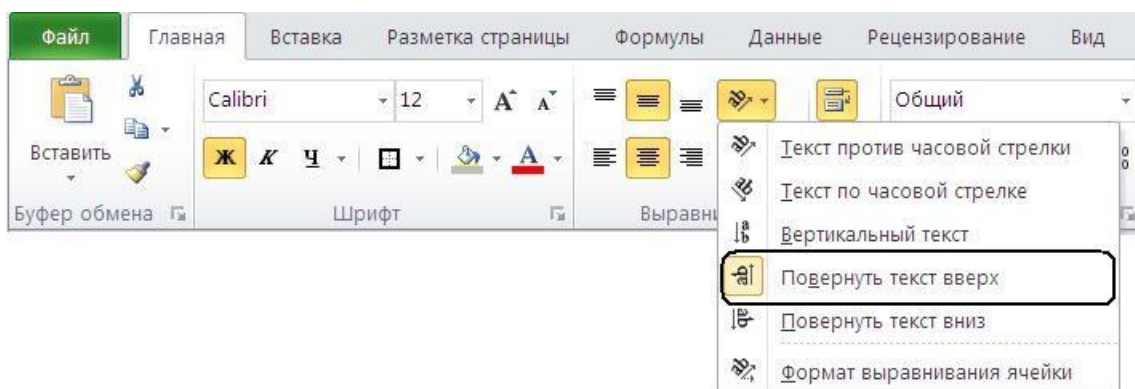 Файл Главная Вставка Разметка страницы Формулы Данные Рецензирование Вид
Calibri 12 А А Общий
Вставить Ж К Ч А
Буфер обмена Шрифт
Текст против часовой стрелки
Текст по часовой стрелке
Вертикальный текст
Повернуть текст вверх
Повернуть текст вниз
Формат выравнивания ячейки